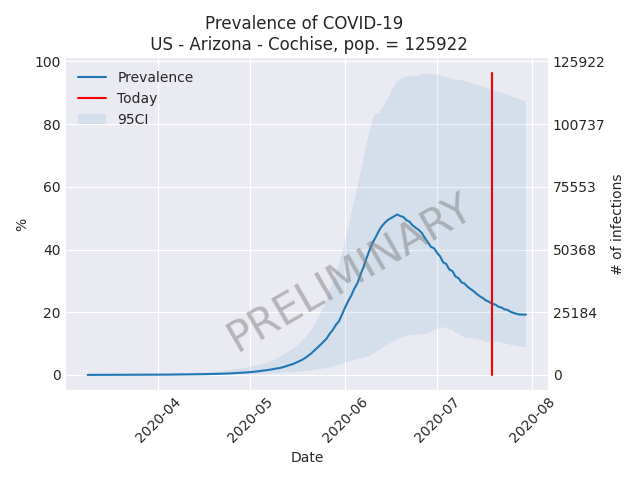 Prevalence of COVID-19
US - Arizona - Cochise, pop. = 125922
Prevalence
Today
95CI
100
80
60
40
20
0
%
125922
100737
75553
50368
25184
0
# of infections
2020-04
2020-05
2020-06
2020-07
2020-08
Date
PRELIMINARY